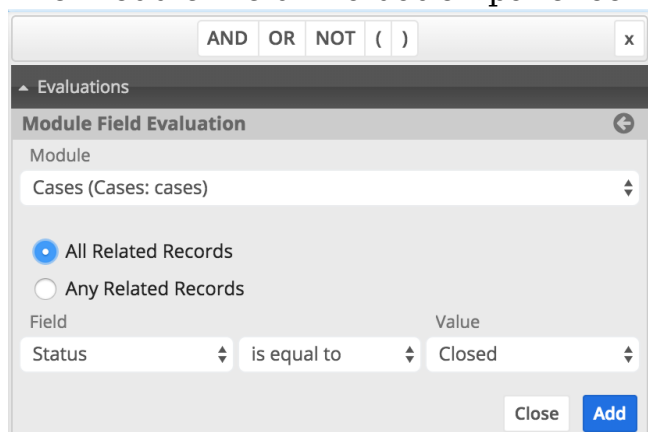 AND OR NOT ( ) x
Evaluations
Module Field Evaluation
Module
Cases (Cases: cases)
All Related Records
Any Related Records
Field Value
Status is equal to Closed
Close Add